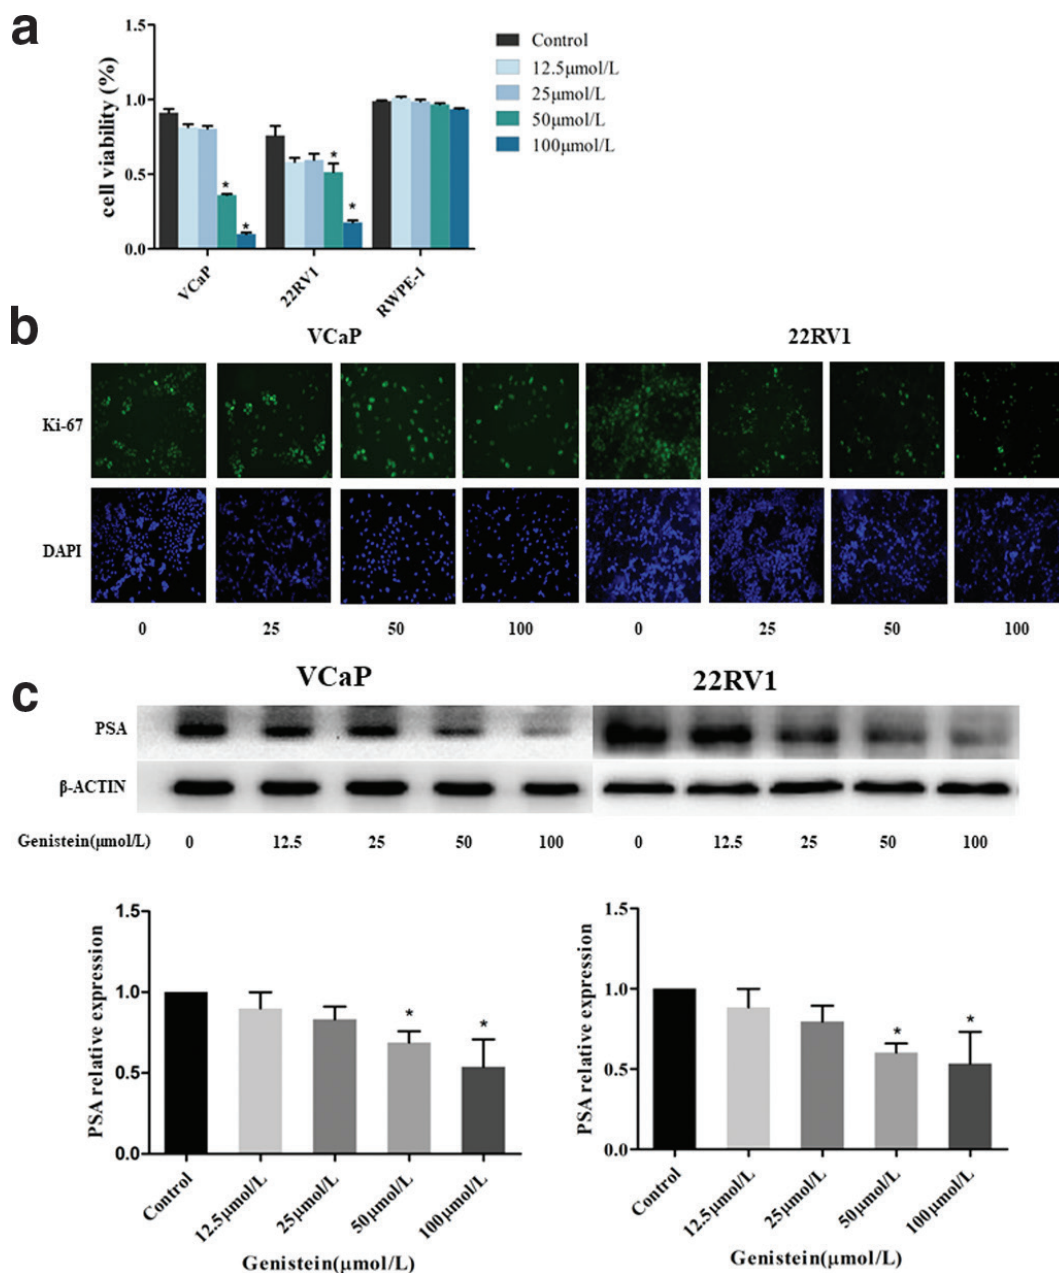 a
1.5
1.0
0.5
0.0
cell viability (%)
* * * *
VCaP 22RV1 RWPE-1
Control
12.5μmol/L
25μmol/L
50μmol/L
100μmol/L
b
VCaP 22RV1
Ki-67
DAPI
0 25 50 100 0 25 50 100
c
VCaP 22RV1
PSA
β-ACTIN
Genistein(μmol/L) 0 12.5 25 50 100 0 12.5 25 50 100
1.5
1.0
0.5
0.0
PSA relative expression
* *
Control 12.5μmol/L 25μmol/L 50μmol/L 100μmol/L
Genistein(μmol/L)
1.5
1.0
0.5
0.0
PSA relative expression
* *
Control 12.5μmol/L 25μmol/L 50μmol/L 100μmol/L
Genistein(μmol/L)